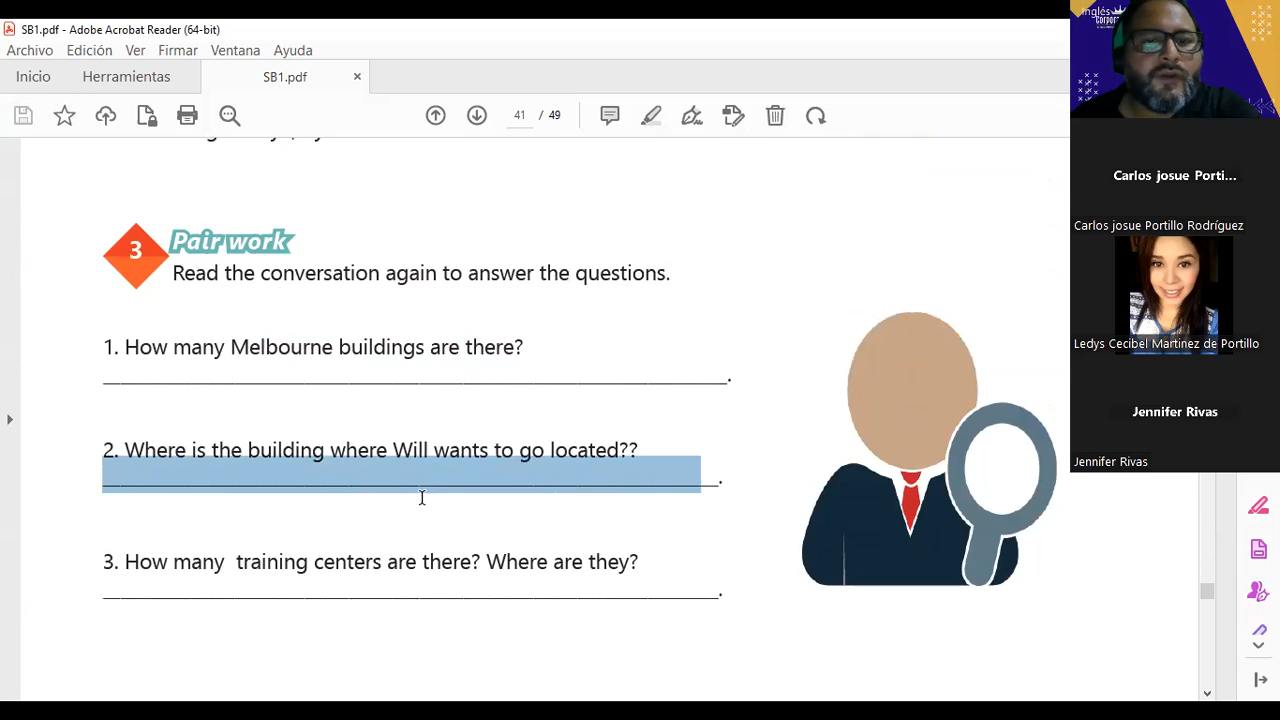 SB1.pdf - Adobe Acrobat Reader (64-bit)
Archivo Edición Ver Firmar Ventana Ayuda
Inicio Herramientas SB1.pdf ×
41 / 49
3 Pair work
Read the conversation again to answer the questions.
1. How many Melbourne buildings are there?
2. Where is the building where Will wants to go located??
3. How many training centers are there? Where are they?
Inglés
Carlos josue Porti...
Carlos josue Portillo Rodríguez
Ledys Cecibel Martinez de Portillo
Jennifer Rivas
Jennifer Rivas